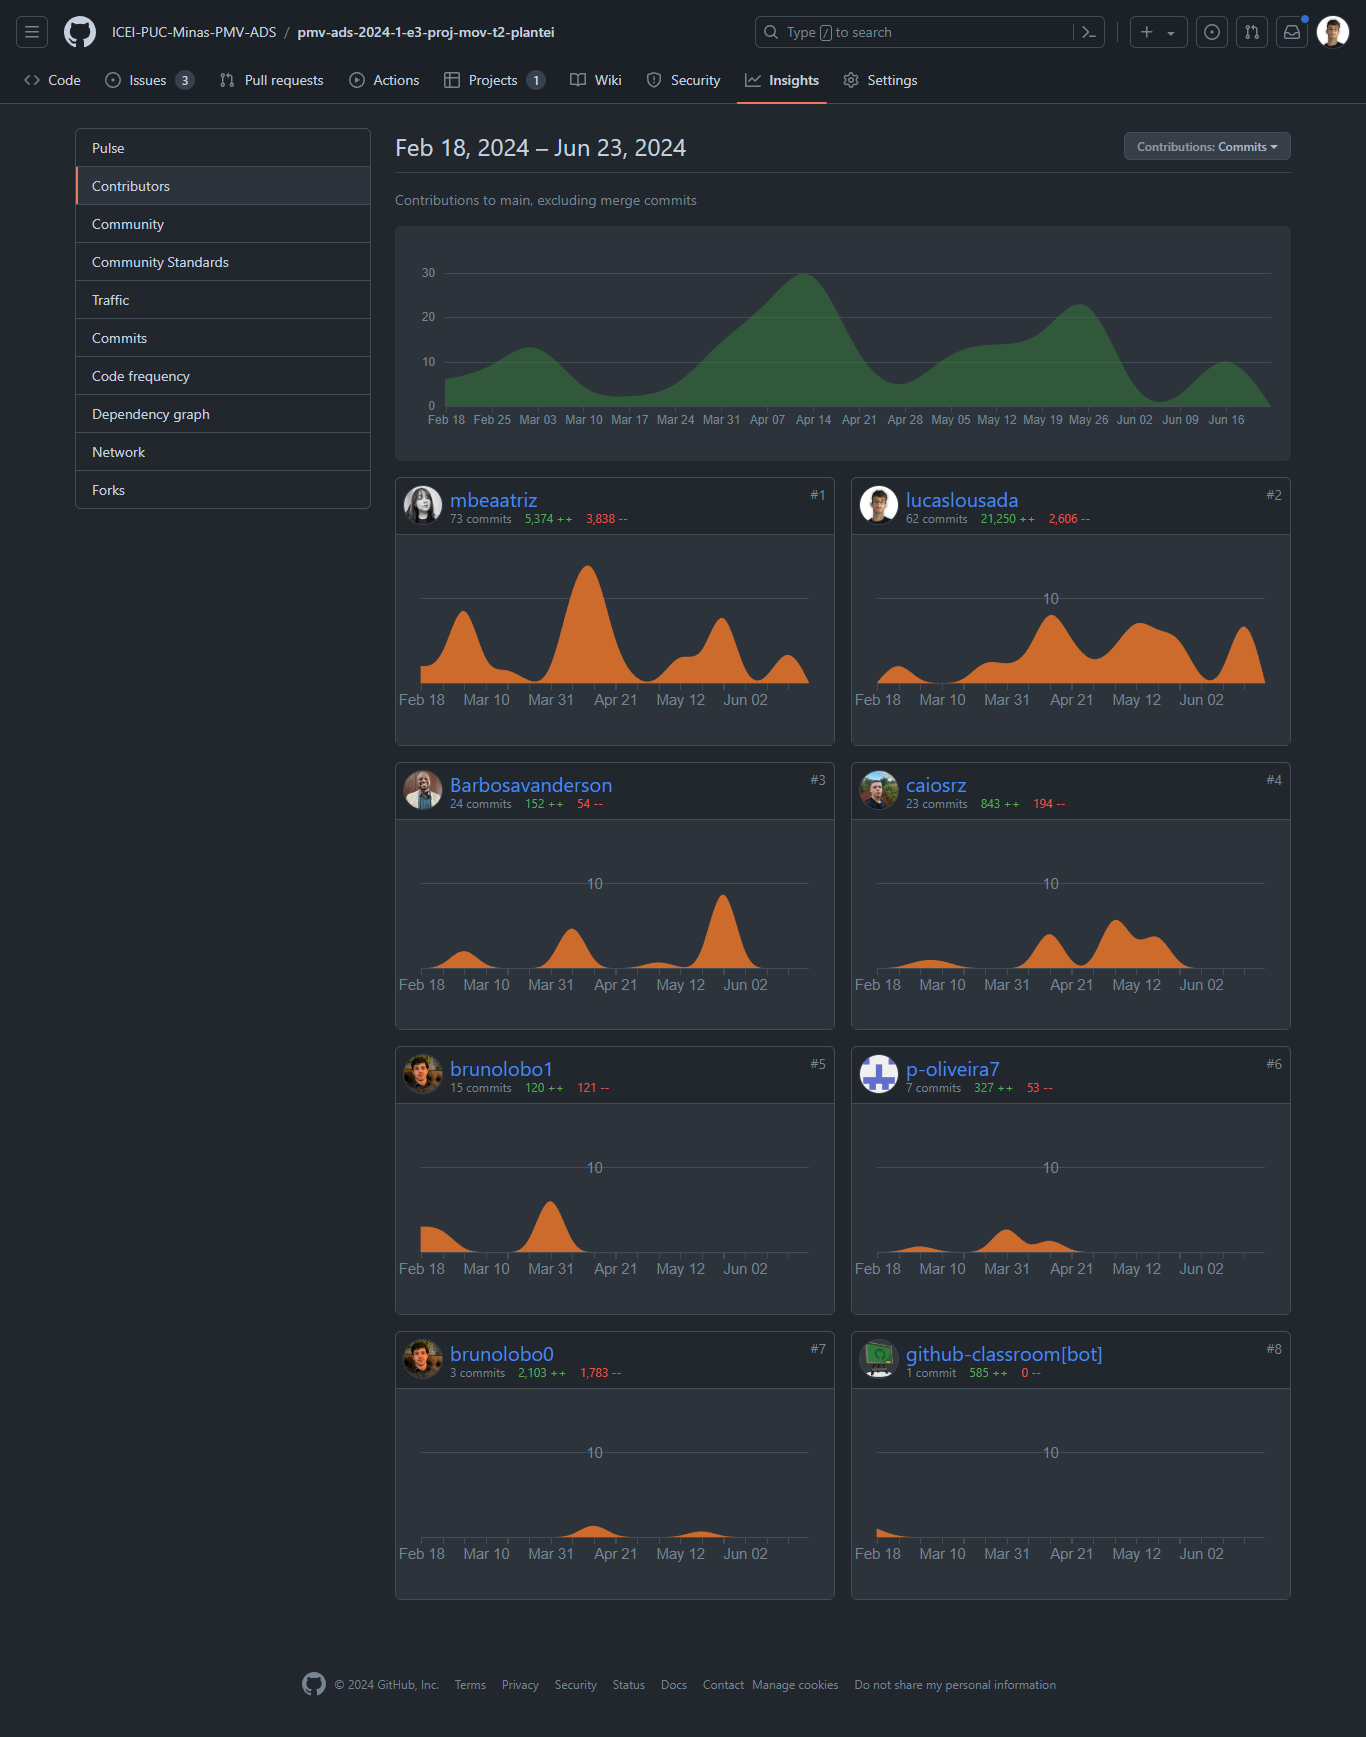 ICEI-PUC-Minas-PMV-ADS / pmv-ads-2024-1-e3-proj-mov-t2-plantei
Type / to search
Code Issues 3 Pull requests Actions Projects 1 Wiki Security Insights Settings
Pulse
Contributors
Community
Community Standards
Traffic
Commits
Code frequency
Dependency graph
Network
Forks
Feb 18, 2024 – Jun 23, 2024
Contributions: Commits
Contributions to main, excluding merge commits
30
20
10
0
Feb 18 Feb 25 Mar 03 Mar 10 Mar 17 Mar 24 Mar 31 Apr 07 Apr 14 Apr 21 Apr 28 May 05 May 12 May 19 May 26 Jun 02 Jun 09 Jun 16
mbeaatriz #1
73 commits 5,374 ++ 3,838 --
Feb 18 Mar 10 Mar 31 Apr 21 May 12 Jun 02
lucaslousada #2
62 commits 21,250 ++ 2,606 --
10
Feb 18 Mar 10 Mar 31 Apr 21 May 12 Jun 02
Barbosavanderson #3
24 commits 152 ++ 54 --
10
Feb 18 Mar 10 Mar 31 Apr 21 May 12 Jun 02
caiosrz #4
23 commits 843 ++ 194 --
10
Feb 18 Mar 10 Mar 31 Apr 21 May 12 Jun 02
brunolobo1 #5
15 commits 120 ++ 121 --
10
Feb 18 Mar 10 Mar 31 Apr 21 May 12 Jun 02
p-oliveira7 #6
7 commits 327 ++ 53 --
10
Feb 18 Mar 10 Mar 31 Apr 21 May 12 Jun 02
brunolobo0 #7
3 commits 2,103 ++ 1,783 --
10
Feb 18 Mar 10 Mar 31 Apr 21 May 12 Jun 02
github-classroom[bot] #8
1 commit 585 ++ 0 --
10
Feb 18 Mar 10 Mar 31 Apr 21 May 12 Jun 02
© 2024 GitHub, Inc. Terms Privacy Security Status Docs Contact Manage cookies Do not share my personal information